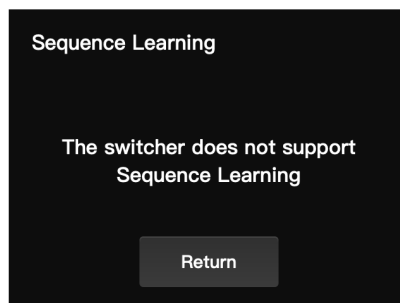 Sequence Learning
The switcher does not support
Sequence Learning
Return